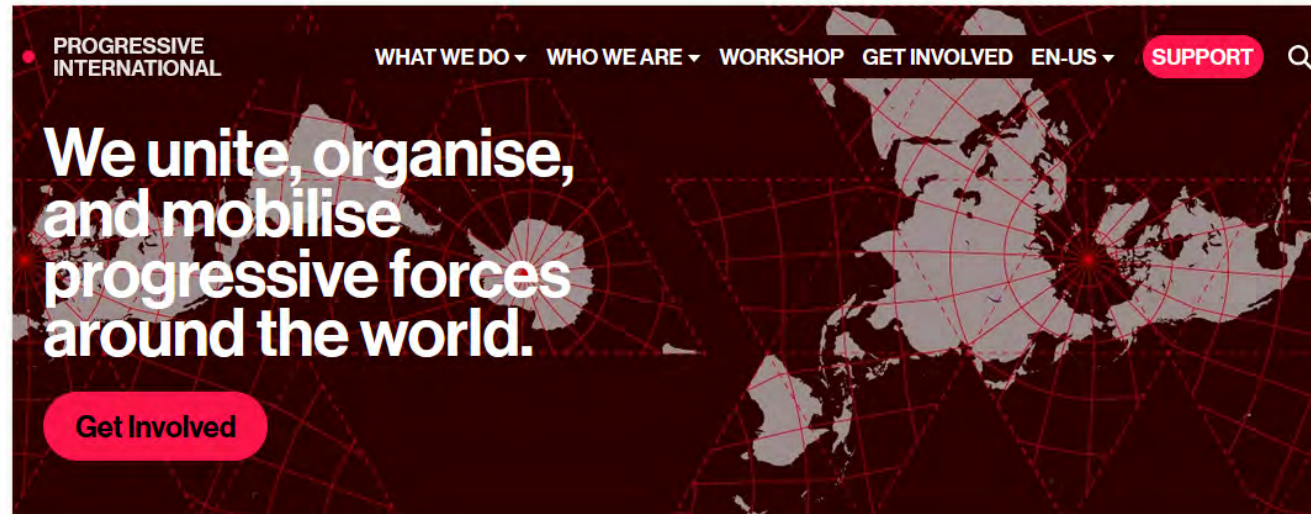 PROGRESSIVE
INTERNATIONAL
WHAT WE DO WHO WE ARE WORKSHOP GET INVOLVED EN-US SUPPORT
We unite, organise,
and mobilise
progressive forces
around the world.
Get Involved